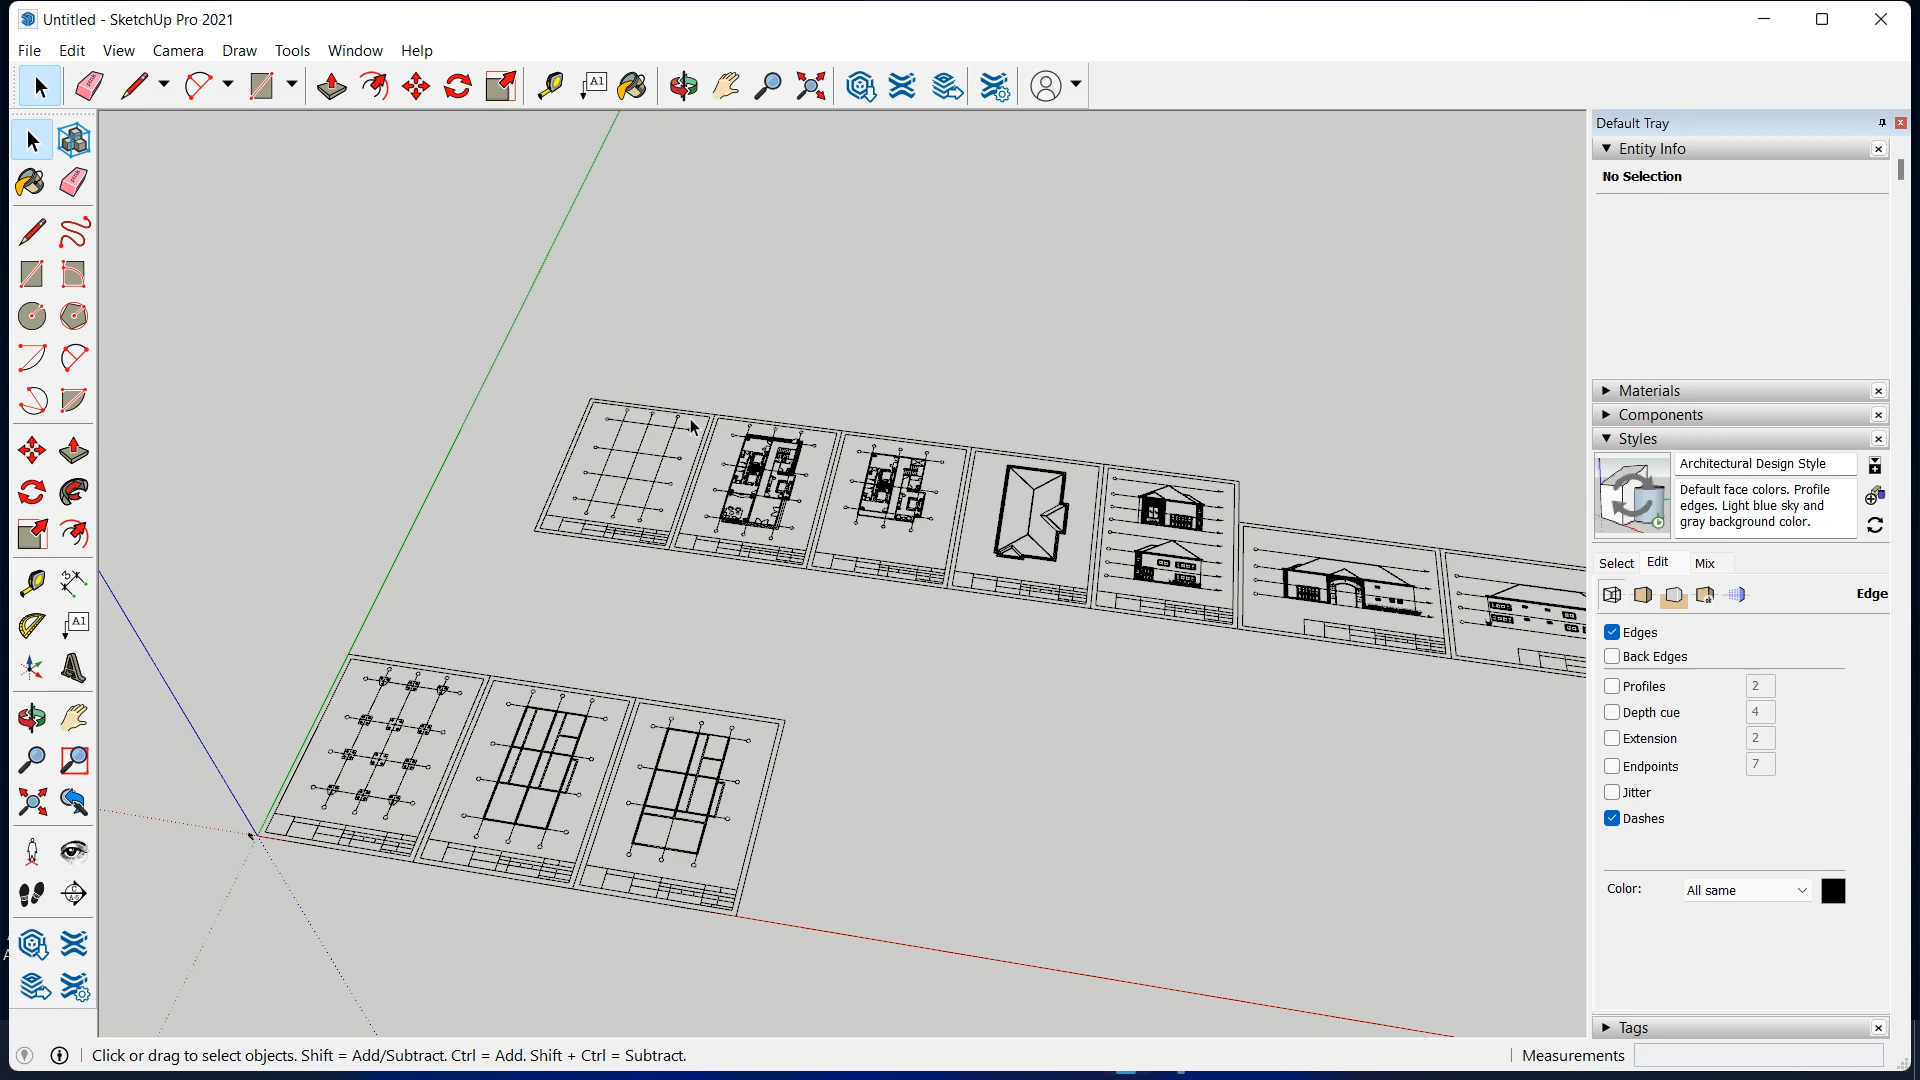 Untitled - SketchUp Pro 2021
File Edit View Camera Draw Tools Window Help
Default Tray
Entity Info
No Selection
Materials
Components
Styles
Architectural Design Style
Default face colors. Profile
edges. Light blue sky and
gray background color.
Select Edit Mix
Edge
Edges
Back Edges
Profiles 2
Depth cue 4
Extension 2
Endpoints 7
Jitter
Dashes
Color: All same
Tags
Click or drag to select objects. Shift = Add/Subtract. Ctrl = Add. Shift + Ctrl = Subtract.
Measurements